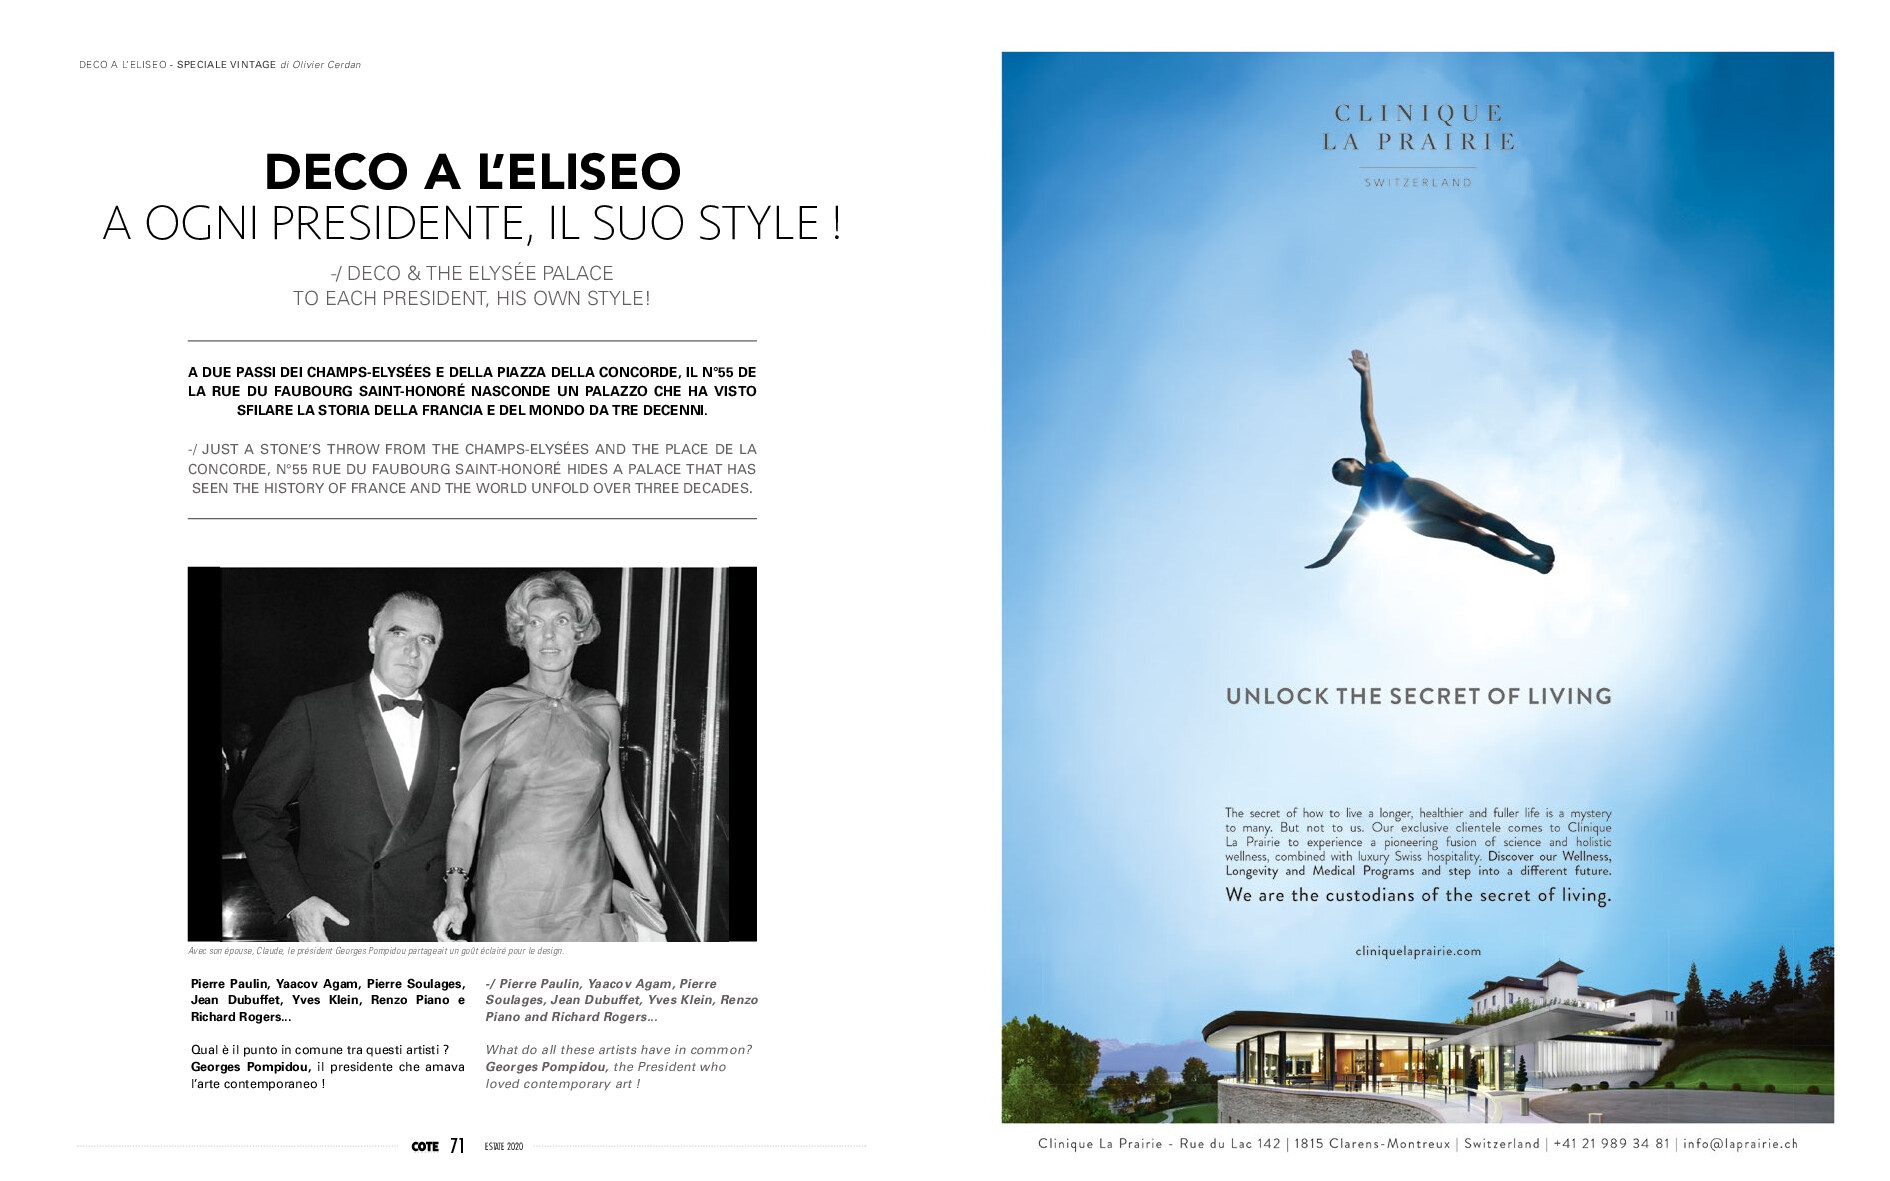 DECO A L'ELISEO - SPECIALE VINTAGE di Olivier Cerdan
DECO A L'ELISEO
A OGNI PRESIDENTE, IL SUO STYLE !
-/ DECO & THE ELYSÉE PALACE
TO EACH PRESIDENT, HIS OWN STYLE!
A DUE PASSI DEI CHAMPS-ELYSÉES E DELLA PIAZZA DELLA CONCORDE, IL N°55 DE
LA RUE DU FAUBOURG SAINT-HONORÉ NASCONDE UN PALAZZO CHE HA VISTO
SFILARE LA STORIA DELLA FRANCIA E DEL MONDO DA TRE DECENNI.
-/ JUST A STONE'S THROW FROM THE CHAMPS-ELYSÉES AND THE PLACE DE LA
CONCORDE, N°55 RUE DU FAUBOURG SAINT-HONORÉ HIDES A PALACE THAT HAS
SEEN THE HISTORY OF FRANCE AND THE WORLD UNFOLD OVER THREE DECADES.
Avec son épouse, Claude, le président Georges Pompidou partageait un goût éclairé pour le design.
Pierre Paulin, Yaacov Agam, Pierre Soulages,
Jean Dubuffet, Yves Klein, Renzo Piano e
Richard Rogers...
Qual è il punto in comune tra questi artisti ?
Georges Pompidou, il presidente che amava
l'arte contemporaneo !
-/ Pierre Paulin, Yaacov Agam, Pierre
Soulages, Jean Dubuffet, Yves Klein, Renzo
Piano and Richard Rogers...
What do all these artists have in common?
Georges Pompidou, the President who
loved contemporary art !
COTE 71 ESTATE 2020
CLINIQUE
LA PRAIRIE
SWITZERLAND
UNLOCK THE SECRET OF LIVING
The secret of how to live a longer, healthier and fuller life is a mystery
to many. But not to us. Our exclusive clientele comes to Clinique
La Prairie to experience a pioneering fusion of science and holistic
wellness, combined with luxury Swiss hospitality. Discover our Wellness,
Longevity and Medical Programs and step into a different future.
We are the custodians of the secret of living.
cliniquelaprairie.com
Clinique La Prairie - Rue du Lac 142 | 1815 Clarens-Montreux | Switzerland | +41 21 989 34 81 | info@laprairie.ch